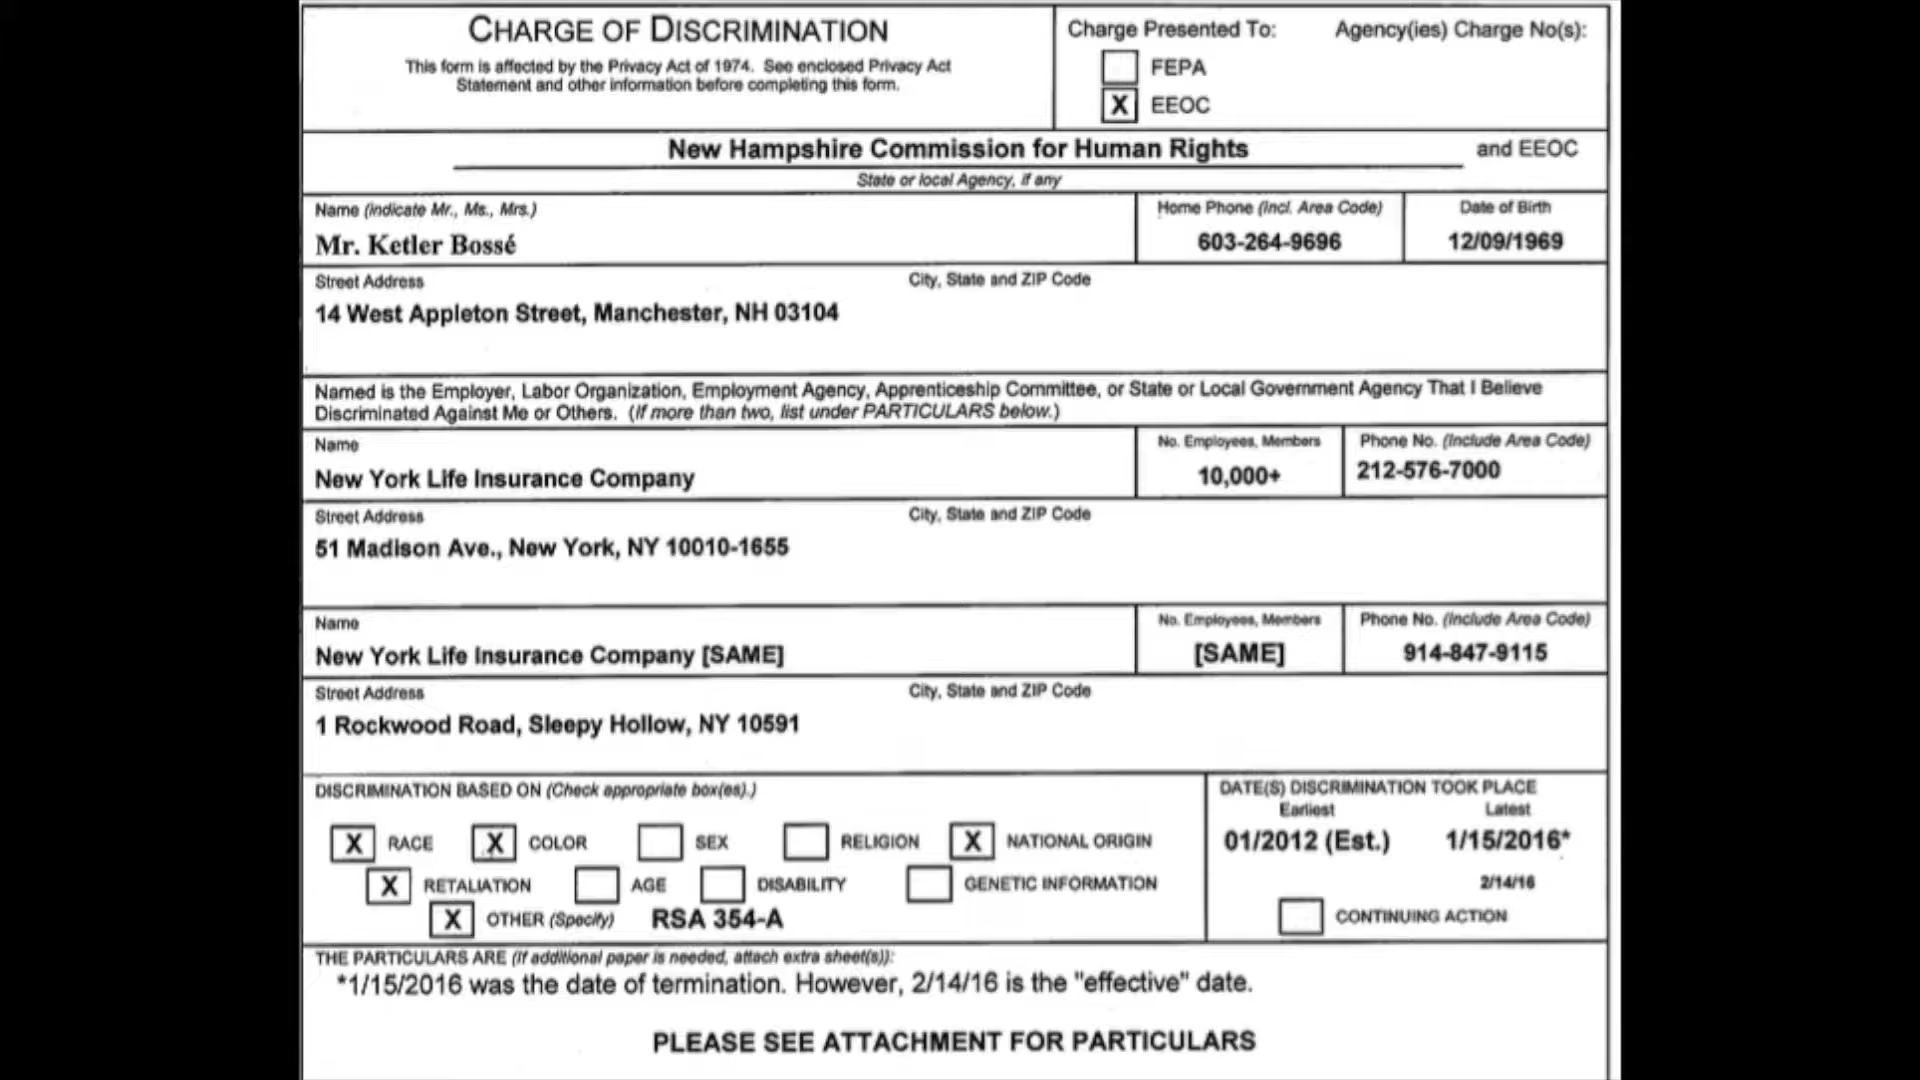 CHARGE OF DISCRIMINATION
This form is affected by the Privacy Act of 1974. See enclosed Privacy Act
Statement and other information before completing this form.
Charge Presented To: Agency(ies) Charge No(s):
FEPA
X EEOC
New Hampshire Commission for Human Rights and EEOC
State or local Agency, if any
Name (indicate Mr., Ms., Mrs.) Home Phone (Incl. Area Code) Date of Birth
Mr. Ketler Bossé 603-264-9696 12/09/1969
Street Address City, State and ZIP Code
14 West Appleton Street, Manchester, NH 03104
Named is the Employer, Labor Organization, Employment Agency, Apprenticeship Committee, or State or Local Government Agency That I Believe
Discriminated Against Me or Others. (If more than two, list under PARTICULARS below.)
Name No. Employees, Members Phone No. (Include Area Code)
New York Life Insurance Company 10,000+ 212-576-7000
Street Address City, State and ZIP Code
51 Madison Ave., New York, NY 10010-1655
Name No. Employees, Members Phone No. (Include Area Code)
New York Life Insurance Company [SAME] [SAME] 914-847-9115
Street Address City, State and ZIP Code
1 Rockwood Road, Sleepy Hollow, NY 10591
DISCRIMINATION BASED ON (Check appropriate box(es).) DATE(S) DISCRIMINATION TOOK PLACE
Earliest Latest
X RACE X COLOR SEX RELIGION X NATIONAL ORIGIN 01/2012 (Est.) 1/15/2016*
X RETALIATION AGE DISABILITY GENETIC INFORMATION 2/14/16
X OTHER (Specify) RSA 354-A CONTINUING ACTION
THE PARTICULARS ARE (If additional paper is needed, attach extra sheet(s)):
*1/15/2016 was the date of termination. However, 2/14/16 is the "effective" date.
PLEASE SEE ATTACHMENT FOR PARTICULARS